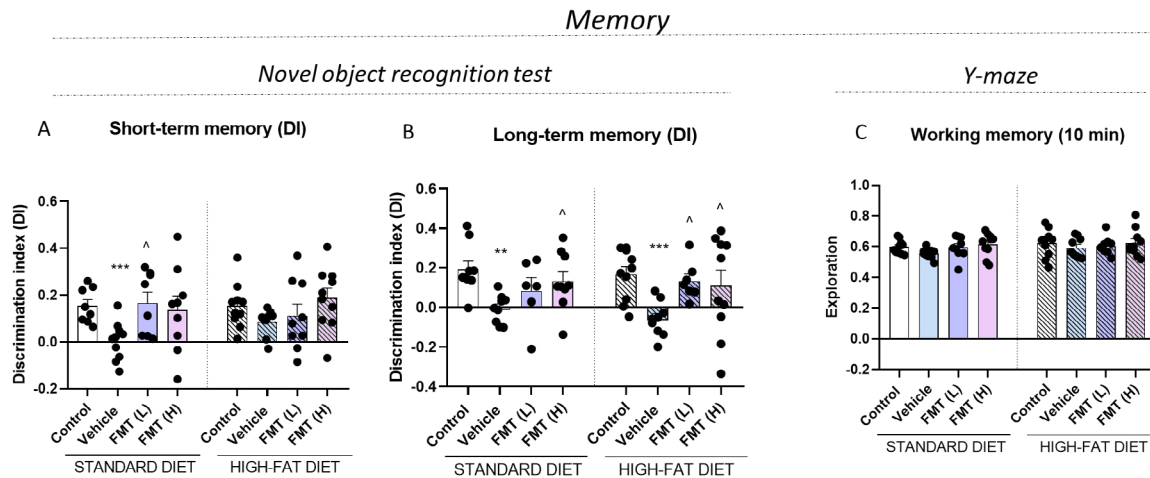 Memory
Novel object recognition test
Y-maze
A
Short-term memory (DI)
B
Long-term memory (DI)
C
Working memory (10 min)
Discrimination index (DI)
0.6
0.4
0.2
0.0
-0.2
***
^
Control
Vehicle
FMT (L)
FMT (H)
Control
Vehicle
FMT (L)
FMT (H)
STANDARD DIET
HIGH-FAT DIET
Discrimination index (DI)
0.6
0.4
0.2
0.0
-0.2
-0.4
**
^
***
^
^
Control
Vehicle
FMT (L)
FMT (H)
Control
Vehicle
FMT (L)
FMT (H)
STANDARD DIET
HIGH-FAT DIET
Exploration
1.0
0.8
0.6
0.4
0.2
0.0
-0.2
Control
Vehicle
FMT (L)
FMT (H)
Control
Vehicle
FMT (L)
FMT (H)
STANDARD DIET
HIGH-FAT DIET